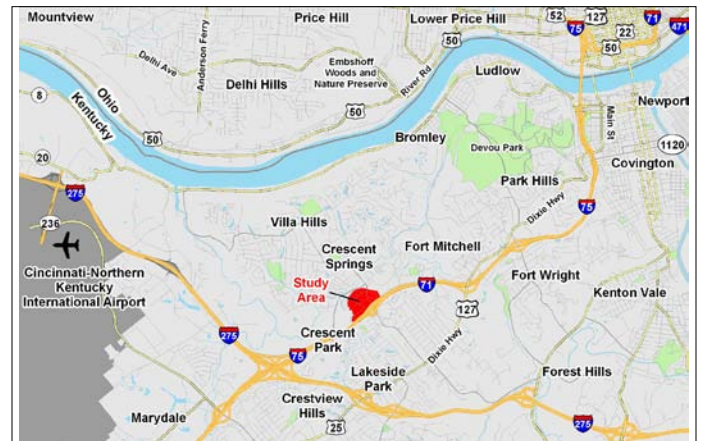 Mountview
Price Hill
Lower Price Hill
52
127
71
75
22
471
50
50
Anderson Ferry
Delhi Ave
Embshoff
Woods and
Nature Preserve
River Rd
Delhi Hills
Ludlow
8
Ohio
Kentucky
50
50
Newport
Main St
Bromley
1120
Devou Park
Covington
20
Park Hills
275
Dixie Hwy
75
236
Villa Hills
Crescent
Springs
Fort Mitchell
Cincinnati-Northern
Kentucky
International Airport
Study
Area
71
Fort Wright
127
Kenton Vale
275
75
Crescent
Park
Dixie Hwy
Lakeside
Park
Forest Hills
Crestview
Hills
275
Marydale
25